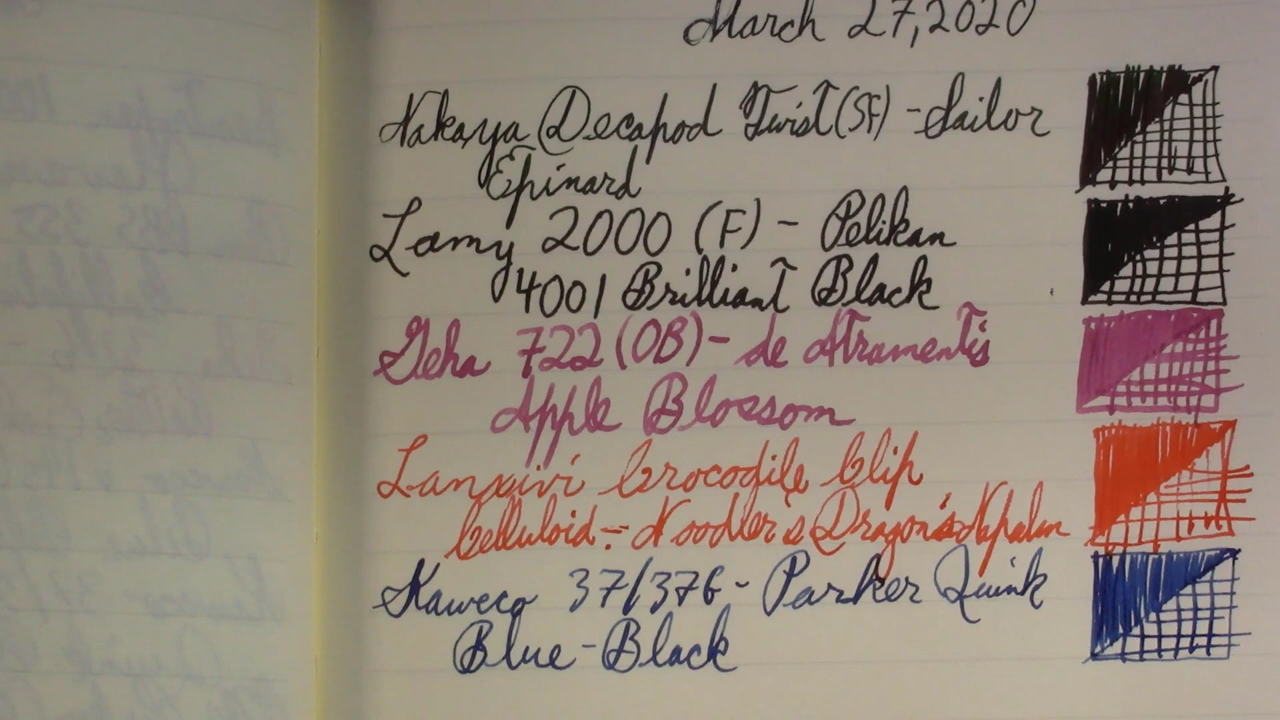 March 27, 2020
Nakaya Decapod Twist (SF) - Sailor
Epinard
Lamy 2000 (F) - Pelikan
4001 Brilliant Black
Geha 722 (OB) - de Atramentis
Apple Blossom
Lanxivi Crocodile Clip
Celluloid - Noodler's Dragon's Napalm
Kaweco 37/376 - Parker Quink
Blue-Black